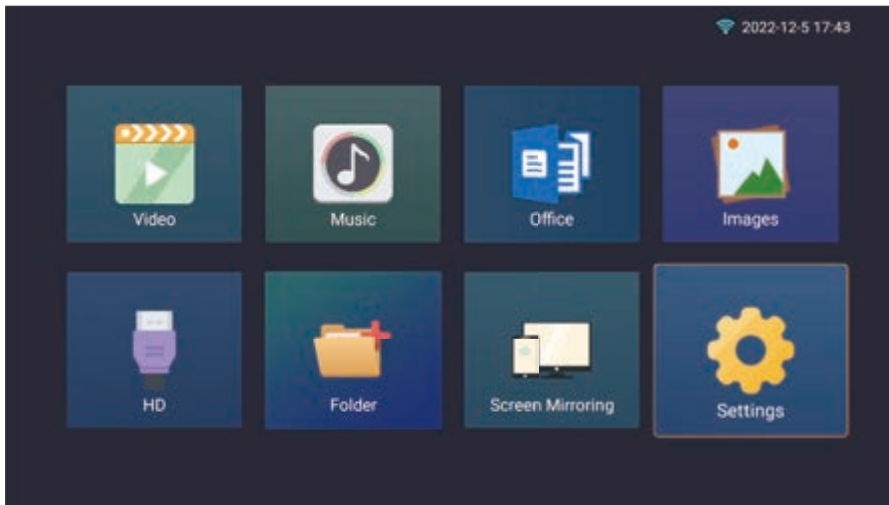 2022-12-5 17:43
Video
Music
Office
Images
HD
Folder
Screen Mirroring
Settings